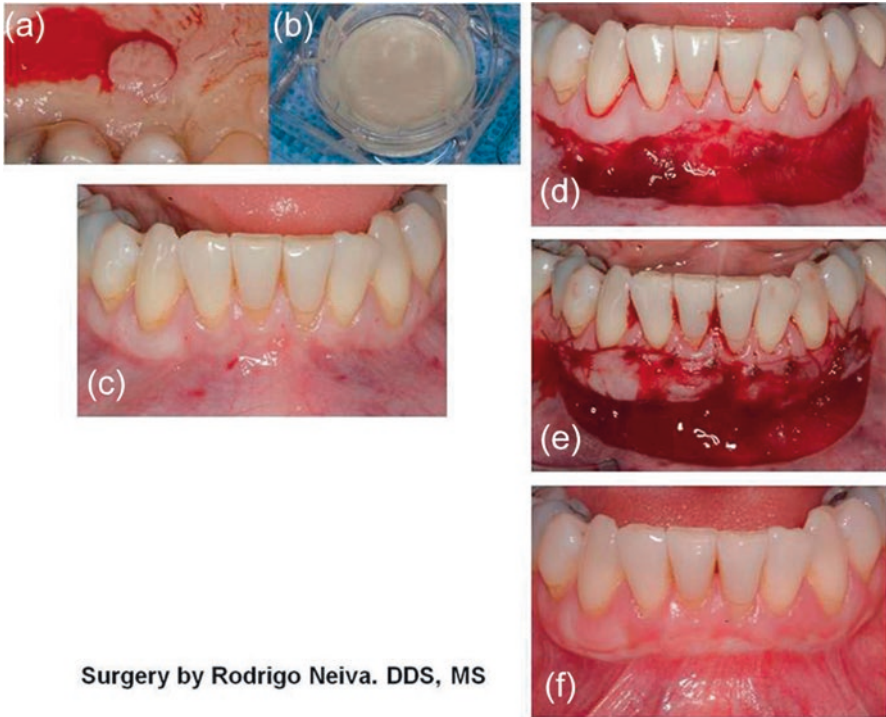 (a)
(b)
(c)
(d)
(e)
(f)
Surgery by Rodrigo Neiva. DDS, MS